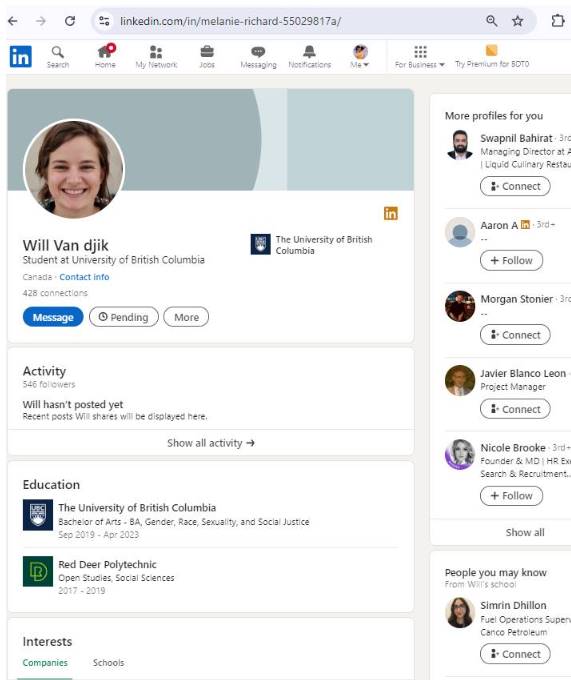 linkedin.com/in/melanie-richard-55029817a/
in
Search
Home
My Network
Jobs
Messaging
Notifications
Me
For Business
Try Premium for BDT0
in
Will Van djik
Student at University of British Columbia
Canada · Contact info
428 connections
The University of British
Columbia
Message
Pending
More
Activity
546 followers
Will hasn't posted yet
Recent posts Will shares will be displayed here.
Show all activity →
Education
UBC
The University of British Columbia
Bachelor of Arts - BA, Gender, Race, Sexuality, and Social Justice
Sep 2019 - Apr 2023
Red Deer Polytechnic
Open Studies, Social Sciences
2017 - 2019
Interests
Companies
Schools
More profiles for you
Swapnil Bahirat · 3rd
Managing Director at A
| Liquid Culinary Restau
Connect
Aaron A in · 3rd+
--
+ Follow
Morgan Stonier · 3rd
--
Connect
Javier Blanco Leon ·
Project Manager
Connect
Nicole Brooke · 3rd+
Founder & MD | HR Exe
Search & Recruitment..
+ Follow
Show all
People you may know
From Will's school
Simrin Dhillon
Fuel Operations Superv
Canco Petroleum
Connect